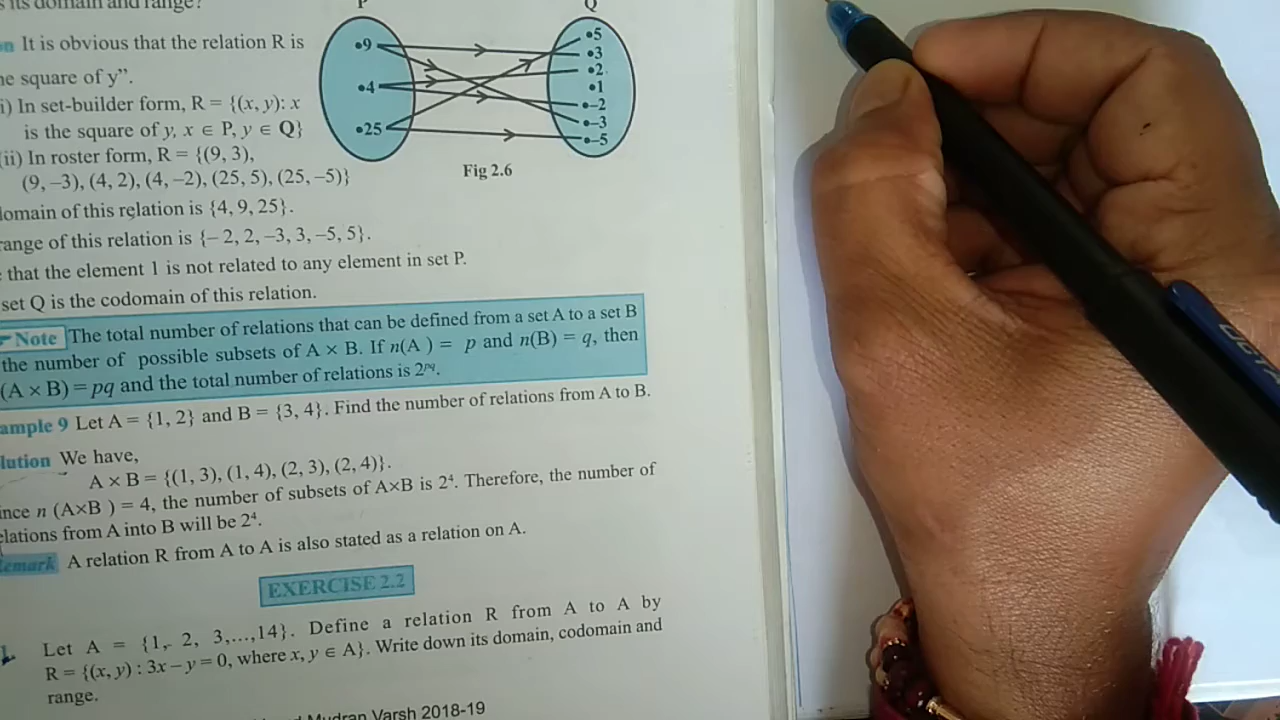 its domain and range?
P
Q
It is obvious that the relation R is
square of y”.
i) In set-builder form, R = {(x, y): x
is the square of y, x ∈ P, y ∈ Q}
(ii) In roster form, R = {(9, 3),
(9, –3), (4, 2), (4, –2), (25, 5), (25, –5)}
•9
•4
•25
•5
•3
•2
•1
•–2
•–3
•–5
Fig 2.6
of this relation is {4, 9, 25}.
of this relation is {– 2, 2, –3, 3, –5, 5}.
that the element 1 is not related to any element in set P.
set Q is the codomain of this relation.
Note The total number of relations that can be defined from a set A to a set B
the number of possible subsets of A × B. If n(A ) = p and n(B) = q, then
(A × B) = pq and the total number of relations is 2ᵖ𐞥.
9 Let A = {1, 2} and B = {3, 4}. Find the number of relations from A to B.
We have,
A × B = {(1, 3), (1, 4), (2, 3), (2, 4)}.
n (A×B ) = 4, the number of subsets of A×B is 2⁴. Therefore, the number of
from A into B will be 2⁴.
A relation R from A to A is also stated as a relation on A.
EXERCISE 2.2
1. Let A = {1, 2, 3,...,14}. Define a relation R from A to A by
R = {(x, y) : 3x – y = 0, where x, y ∈ A}. Write down its domain, codomain and
range.
Mudran Varsh 2018-19